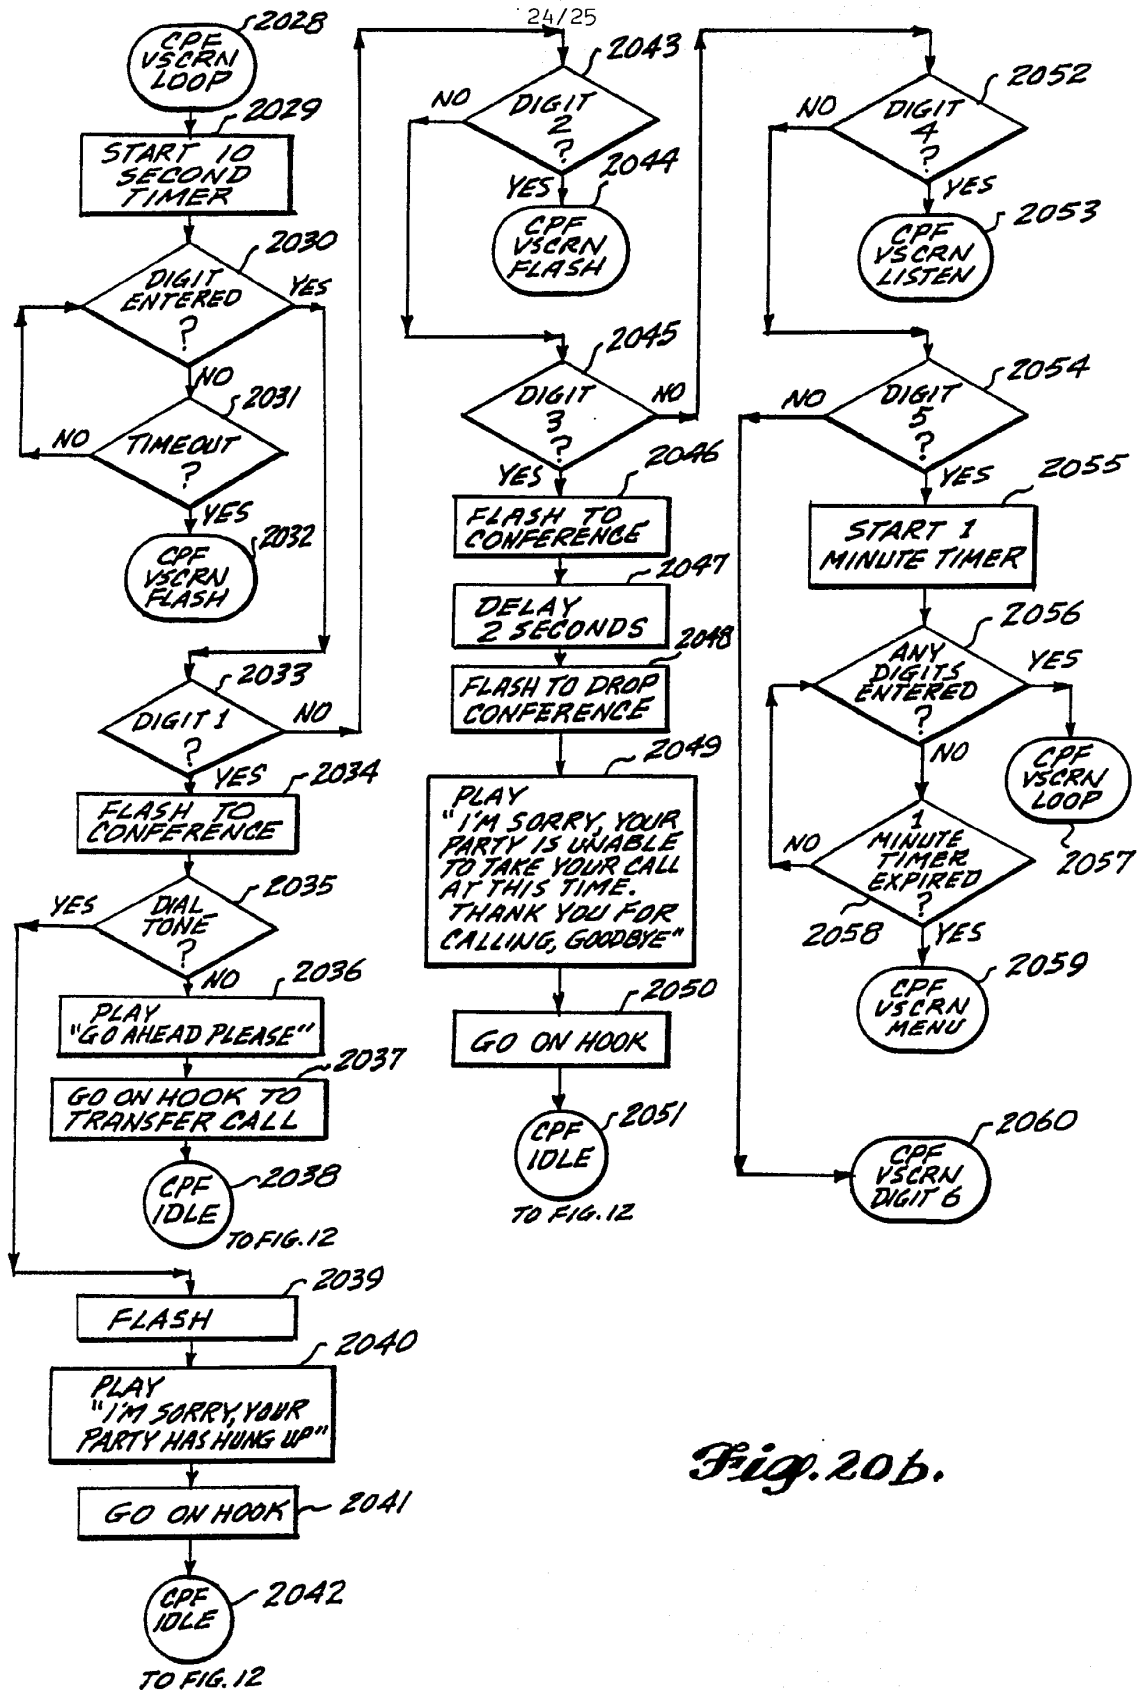 24/25
2028
CPF
VSCRN
LOOP
2029
START 10
SECOND
TIMER
2030
DIGIT
ENTERED
?
YES
NO
2031
TIMEOUT
?
NO
YES
2032
CPF
VSCRN
FLASH
2033
DIGIT 1
?
NO
YES
2034
FLASH TO
CONFERENCE
2035
DIAL
TONE
?
YES
NO
2036
PLAY
"GO AHEAD PLEASE"
2037
GO ON HOOK TO
TRANSFER CALL
2038
CPF
IDLE
TO FIG. 12
2039
FLASH
2040
PLAY
"I'M SORRY, YOUR
PARTY HAS HUNG UP"
2041
GO ON HOOK
2042
CPF
IDLE
TO FIG. 12
2043
DIGIT
2
?
NO
YES
2044
CPF
VSCRN
FLASH
2045
DIGIT
3
?
NO
YES
2046
FLASH TO
CONFERENCE
2047
DELAY
2 SECONDS
2048
FLASH TO DROP
CONFERENCE
2049
PLAY
"I'M SORRY, YOUR
PARTY IS UNABLE
TO TAKE YOUR CALL
AT THIS TIME.
THANK YOU FOR
CALLING, GOODBYE"
2050
GO ON HOOK
2051
CPF
IDLE
TO FIG. 12
2052
DIGIT
4
?
NO
YES
2053
CPF
VSCRN
LISTEN
2054
DIGIT
5
?
NO
YES
2055
START 1
MINUTE TIMER
2056
ANY
DIGITS
ENTERED
?
YES
NO
CPF
VSCRN
LOOP
2057
1
MINUTE
TIMER
EXPIRED
?
NO
2058
YES
2059
CPF
VSCRN
MENU
2060
CPF
VSCRN
DIGIT 6
Fig. 20b.